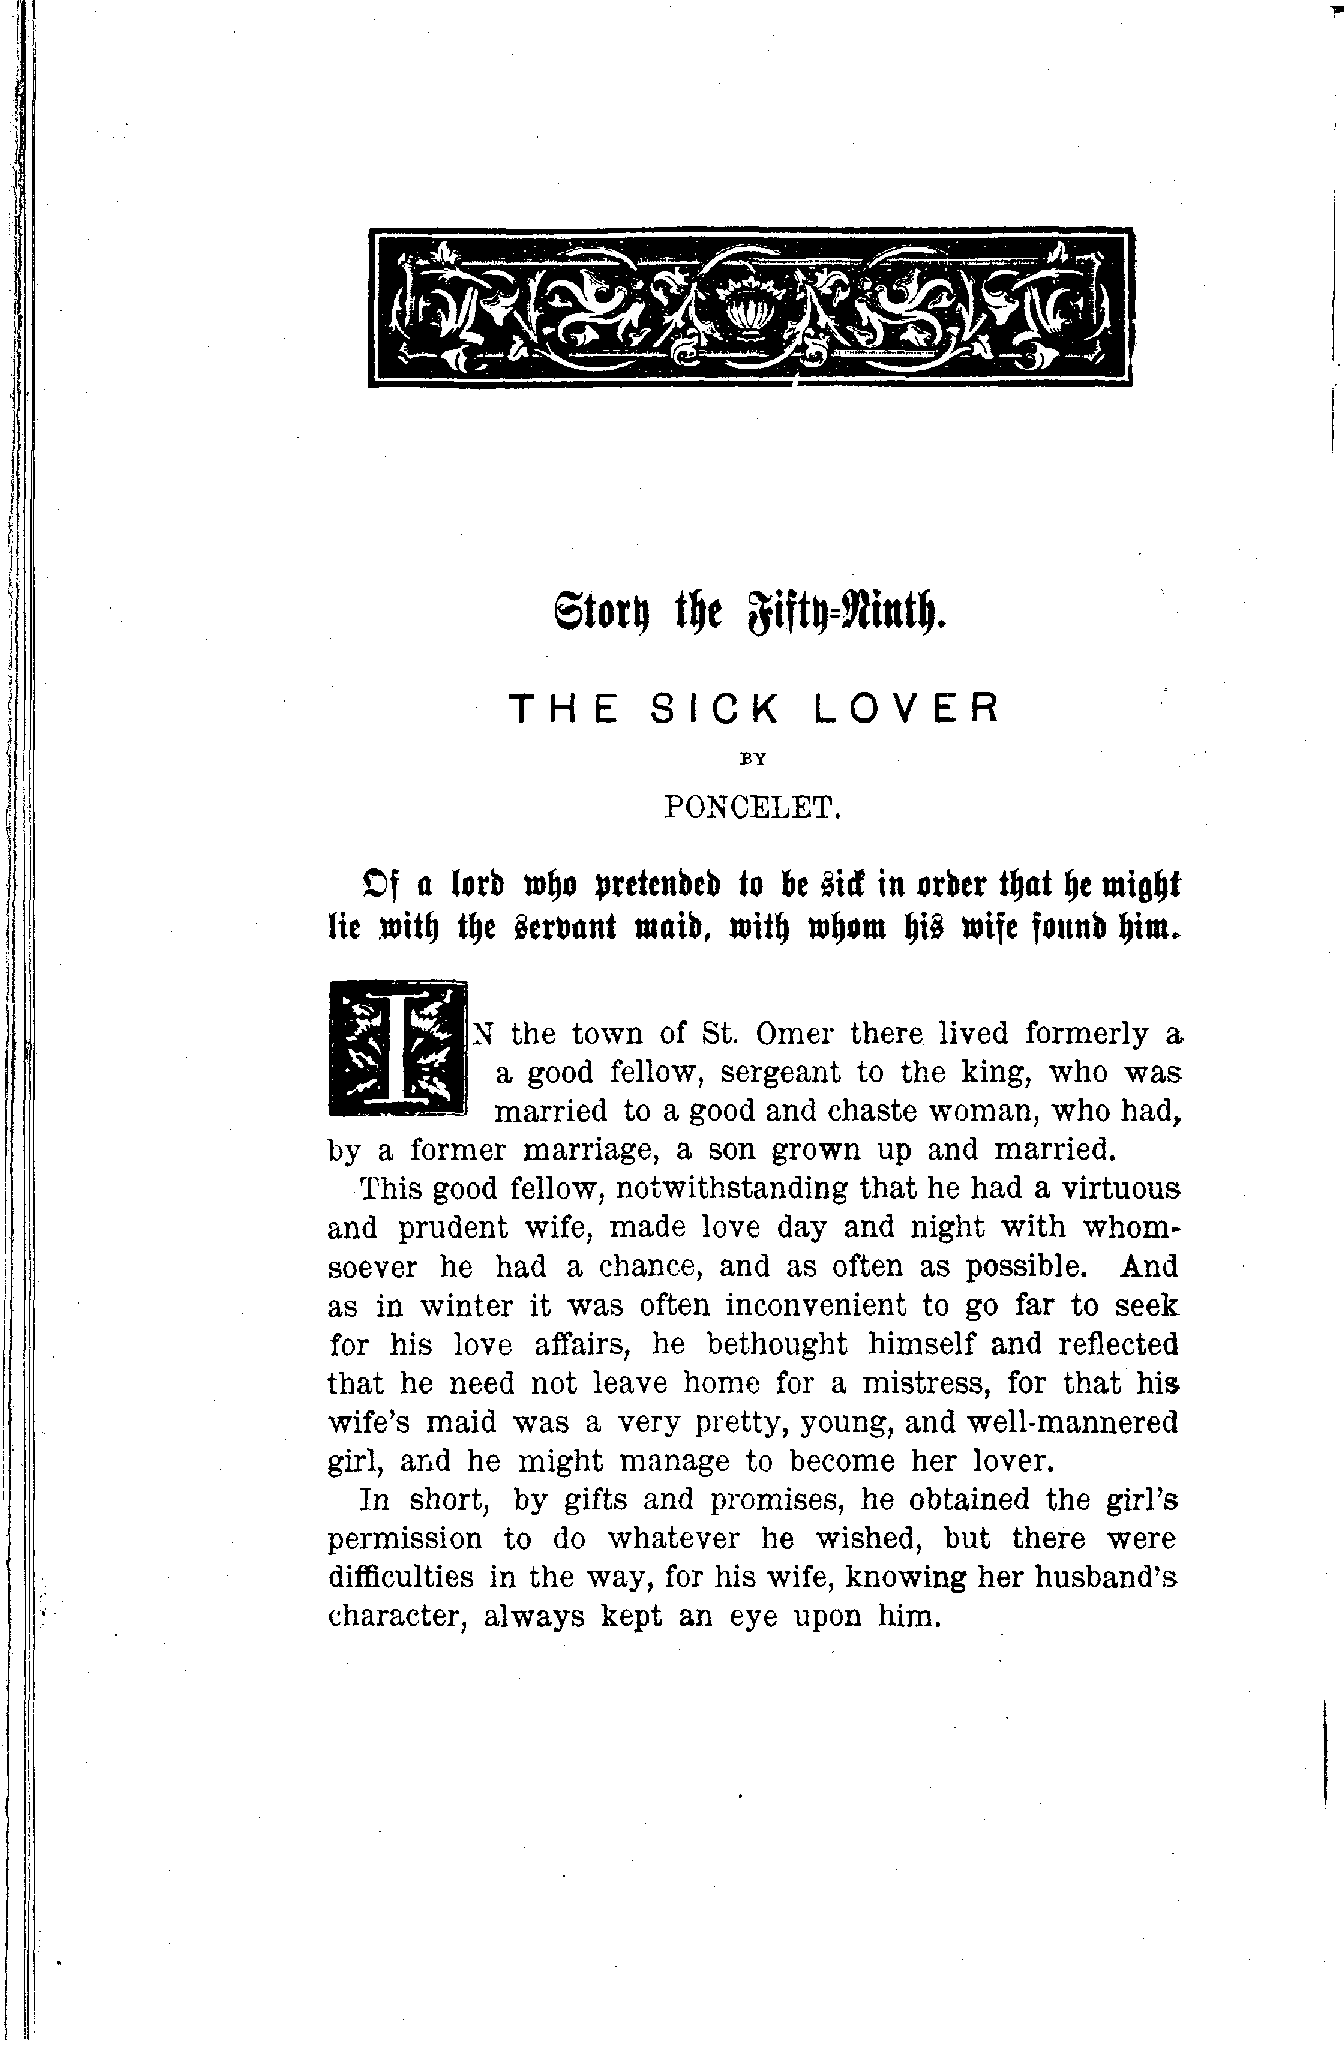 Story the Fifty-Ninth.
THE SICK LOVER
BY
PONCELET.
Of a lord who pretended to be sick in order that he might
lie with the servant maid, with whom his wife found him.
IN the town of St. Omer there lived formerly a
a good fellow, sergeant to the king, who was
married to a good and chaste woman, who had,
by a former marriage, a son grown up and married.
This good fellow, notwithstanding that he had a virtuous
and prudent wife, made love day and night with whom-
soever he had a chance, and as often as possible. And
as in winter it was often inconvenient to go far to seek
for his love affairs, he bethought himself and reflected
that he need not leave home for a mistress, for that his
wife's maid was a very pretty, young, and well-mannered
girl, and he might manage to become her lover.
In short, by gifts and promises, he obtained the girl's
permission to do whatever he wished, but there were
difficulties in the way, for his wife, knowing her husband's
character, always kept an eye upon him.